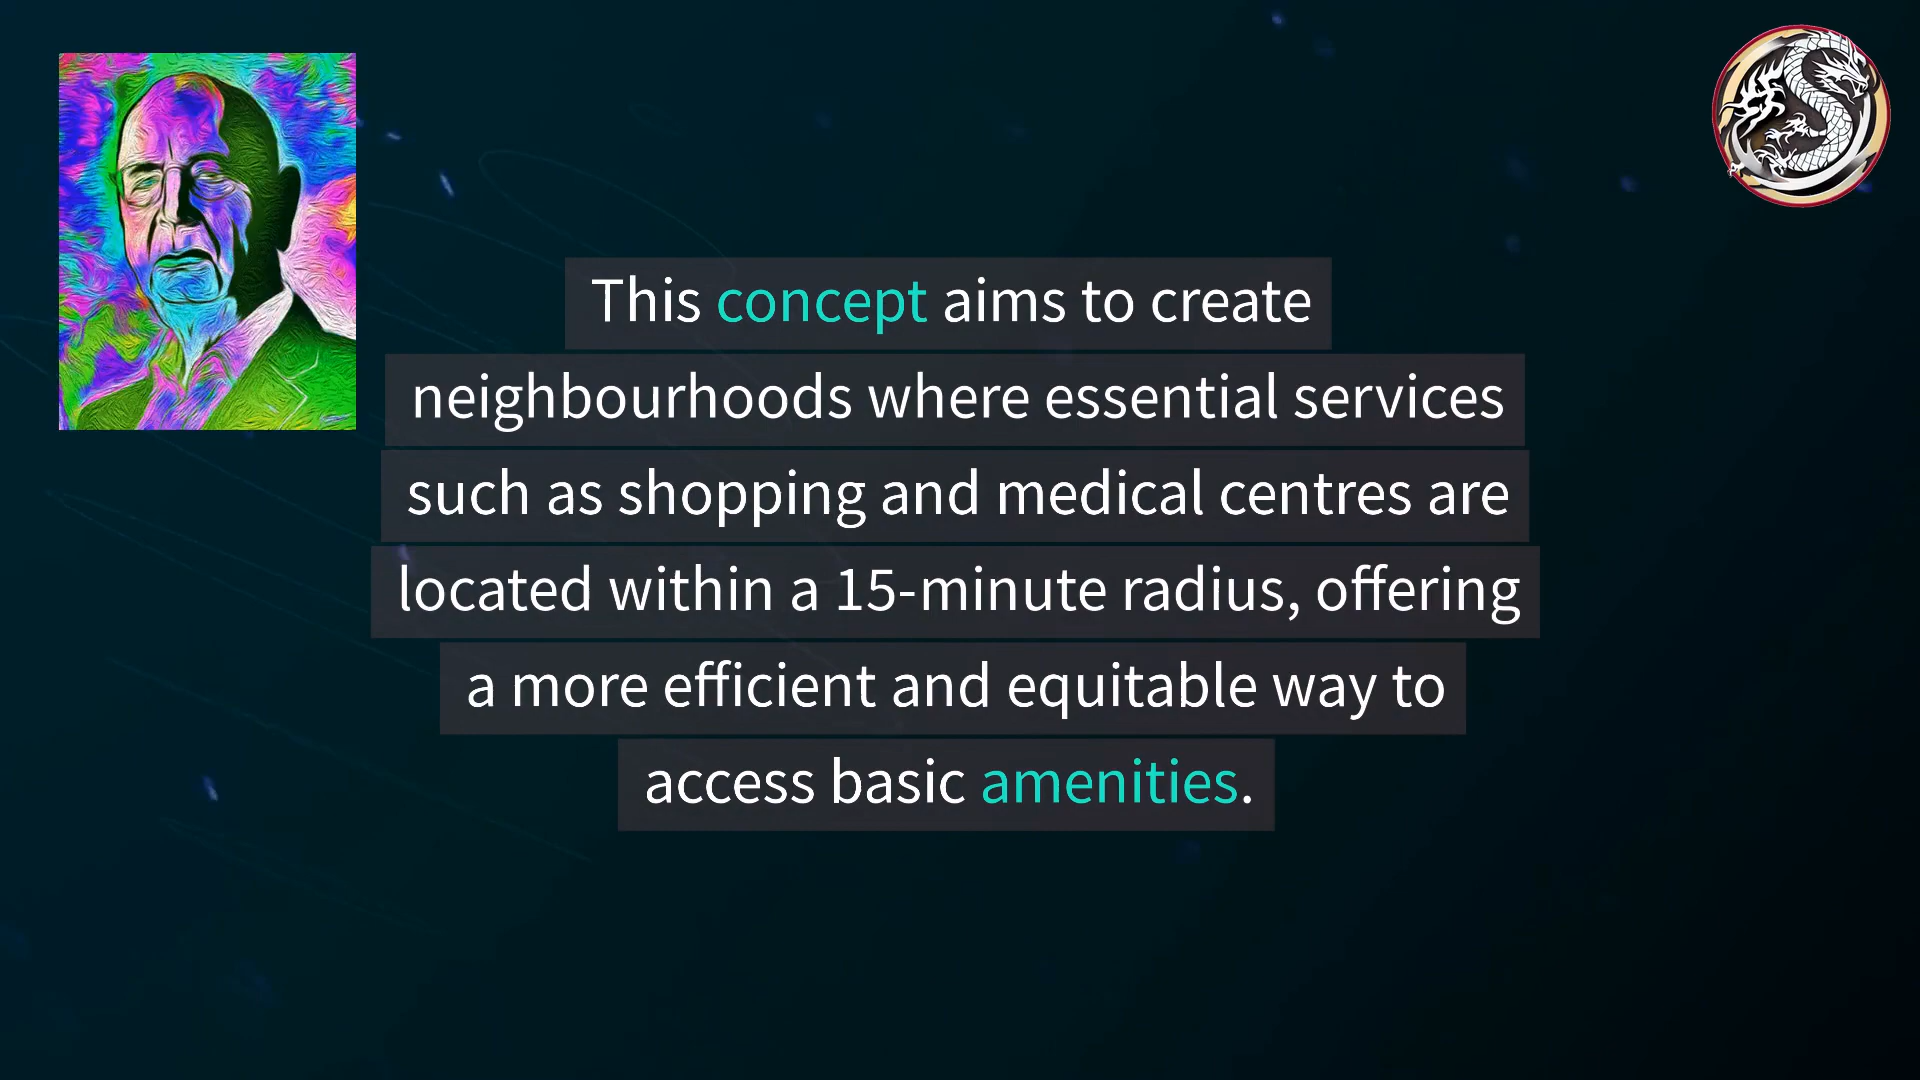 This concept aims to create
neighbourhoods where essential services
such as shopping and medical centres are
located within a 15-minute radius, offering
a more efficient and equitable way to
access basic amenities.